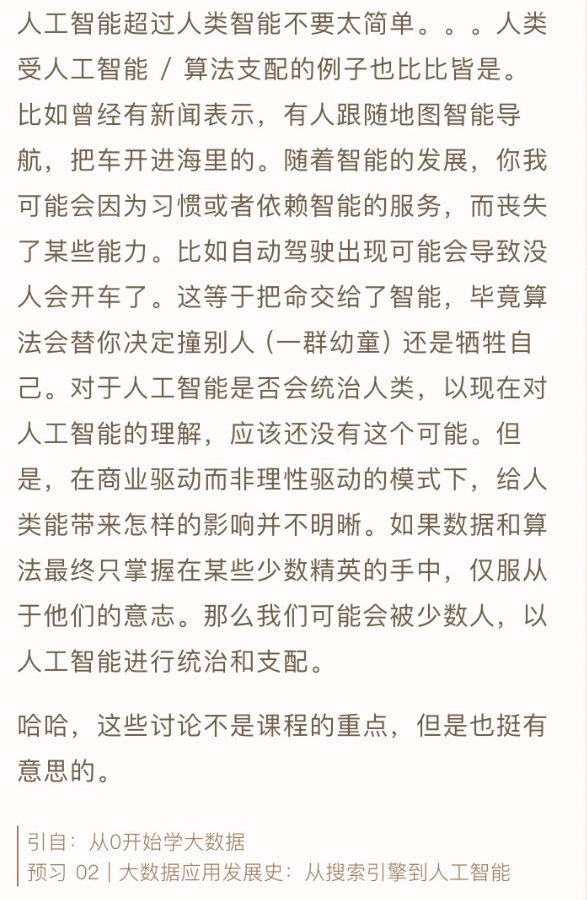 人工智能超过人类智能不要太简单。。。人类
受人工智能 / 算法支配的例子也比比皆是。
比如曾经有新闻表示，有人跟随地图智能导
航，把车开进海里的。随着智能的发展，你我
可能会因为习惯或者依赖智能的服务，而丧失
了某些能力。比如自动驾驶出现可能会导致没
人会开车了。这等于把命交给了智能，毕竟算
法会替你决定撞别人（一群幼童）还是牺牲自
己。对于人工智能是否会统治人类，以现在对
人工智能的理解，应该还没有这个可能。但
是，在商业驱动而非理性驱动的模式下，给人
类能带来怎样的影响并不明晰。如果数据和算
法最终只掌握在某些少数精英的手中，仅服从
于他们的意志。那么我们可能会被少数人，以
人工智能进行统治和支配。
哈哈，这些讨论不是课程的重点，但是也挺有
意思的。
引自：从0开始学大数据
预习 02 | 大数据应用发展史：从搜索引擎到人工智能